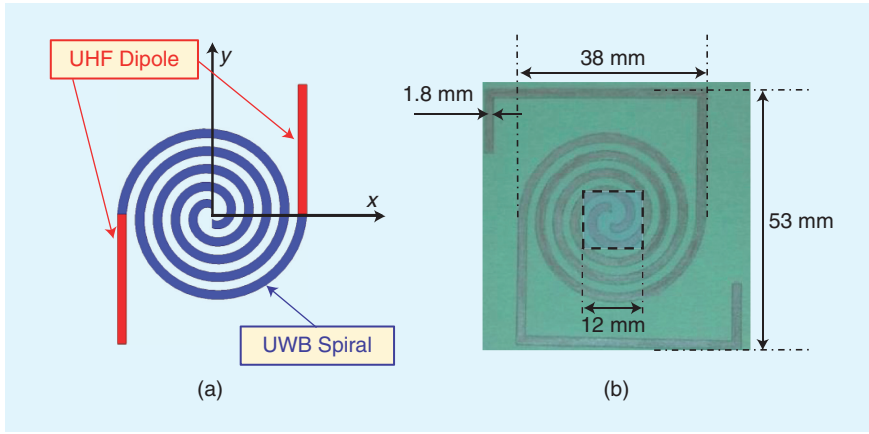 UHF Dipole
y
x
UWB Spiral
(a)
38 mm
1.8 mm
53 mm
12 mm
(b)